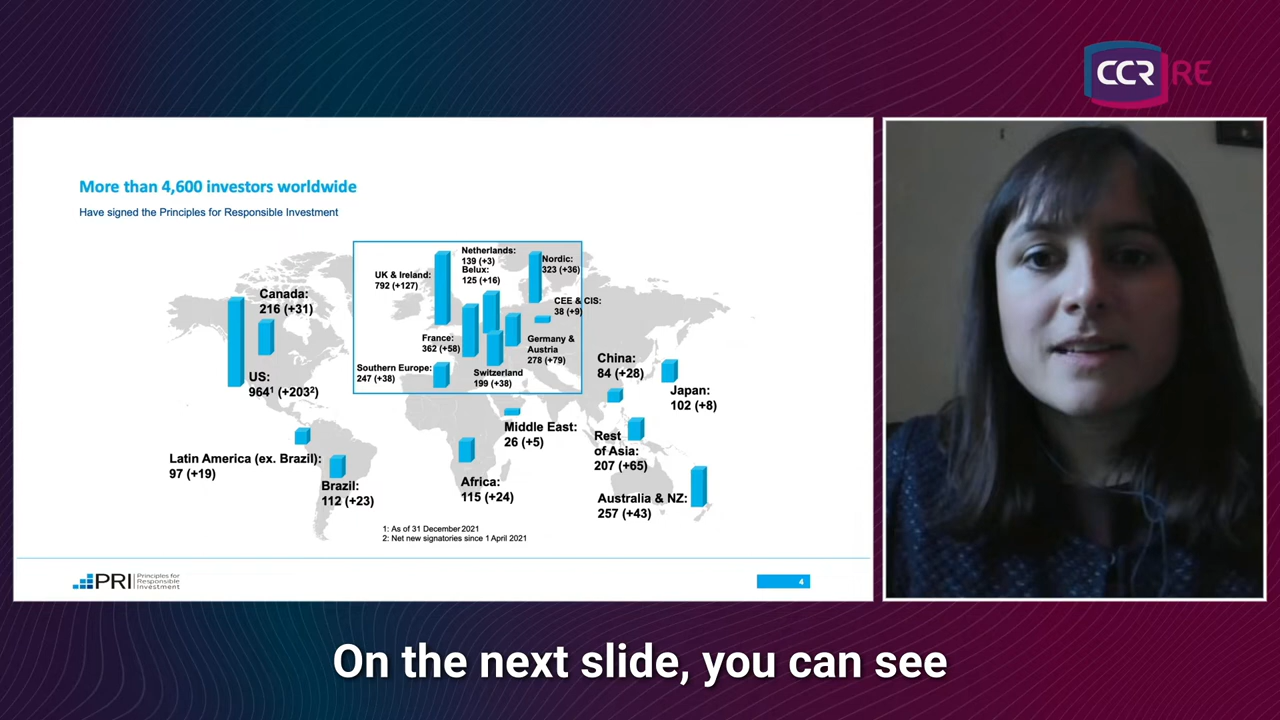 CCR RE
More than 4,600 investors worldwide
Have signed the Principles for Responsible Investment
Netherlands:
139 (+3)
Belux:
125 (+16)
Nordic:
323 (+36)
UK & Ireland:
792 (+127)
CEE & CIS:
38 (+9)
Canada:
216 (+31)
France:
362 (+58)
Germany &
Austria
278 (+79)
Southern Europe:
247 (+38)
Switzerland
199 (+38)
China:
84 (+28)
US:
964¹ (+203²)
Japan:
102 (+8)
Middle East:
26 (+5)
Rest
of Asia:
207 (+65)
Latin America (ex. Brazil):
97 (+19)
Brazil:
112 (+23)
Africa:
115 (+24)
Australia & NZ:
257 (+43)
1: As of 31 December 2021
2: Net new signatories since 1 April 2021
PRI Principles for
Responsible
Investment
4
On the next slide, you can see